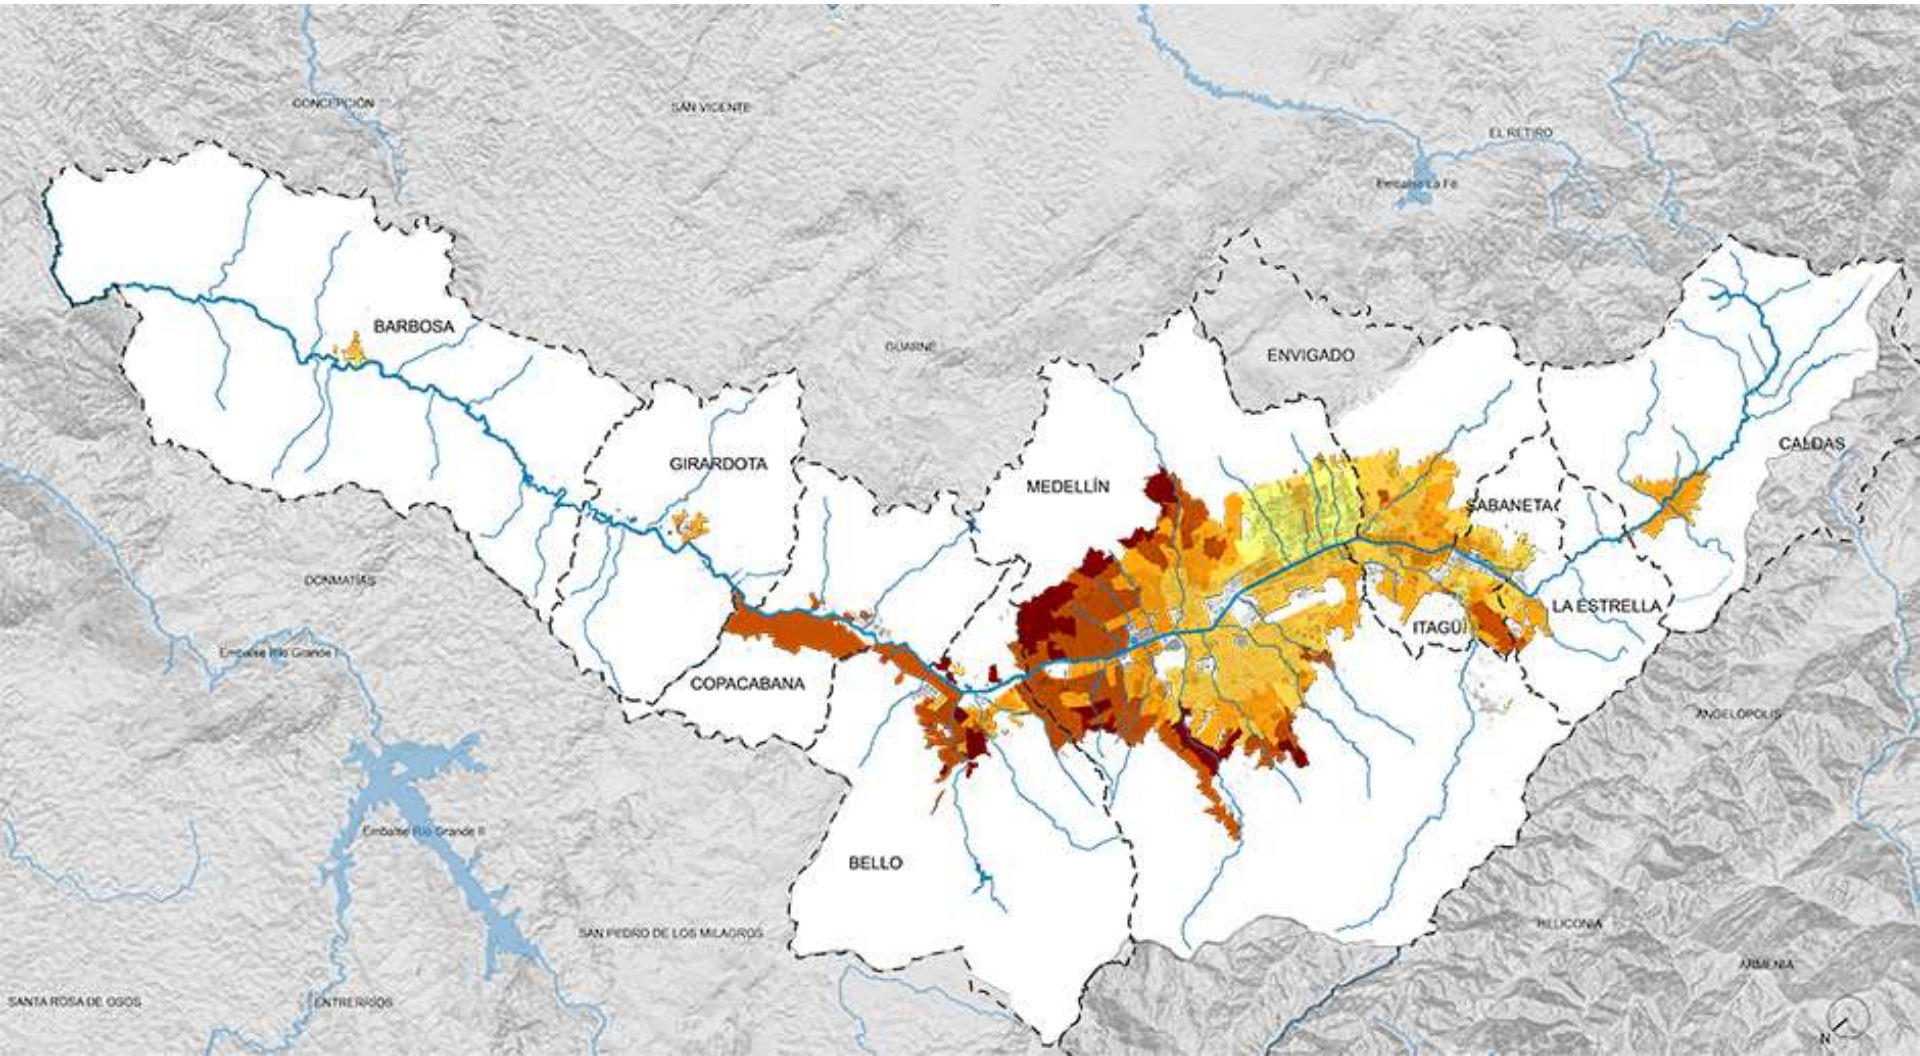 CONCEPCIÓN
SAN VICENTE
EL RETIRO
Embalse La Fe
BARBOSA
GUARNE
ENVIGADO
GIRARDOTA
MEDELLÍN
CALDAS
SABANETA
DONMATÍAS
LA ESTRELLA
ITAGÜÍ
Embalse Río Grande I
COPACABANA
ANGELÓPOLIS
Embalse Río Grande II
BELLO
HELICONIA
SAN PEDRO DE LOS MILAGROS
ARMENIA
SANTA ROSA DE OSOS
ENTRERRÍOS
N